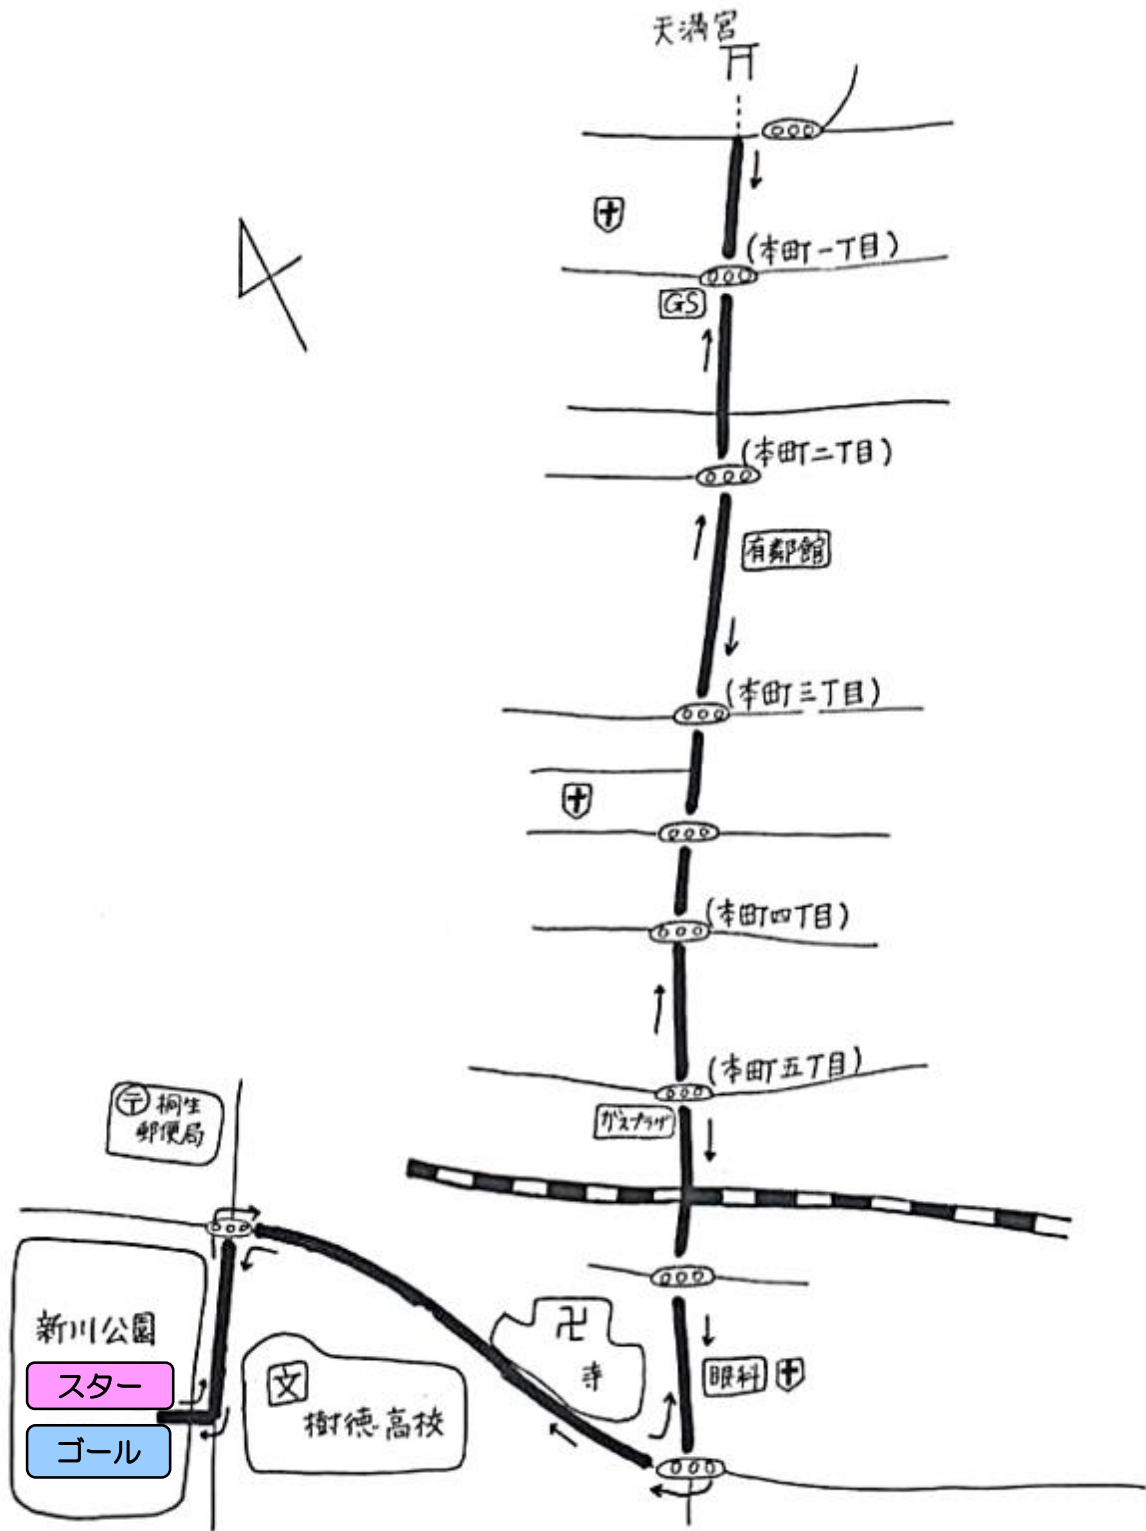 天満宮
(本町一丁目)
GS
(本町二丁目)
有鄰館
(本町三丁目)
(本町四丁目)
(本町五丁目)
ガスプラザ
〒桐生
郵便局
新川公園
スター
ゴール
文
樹徳高校
卍
寺
眼科